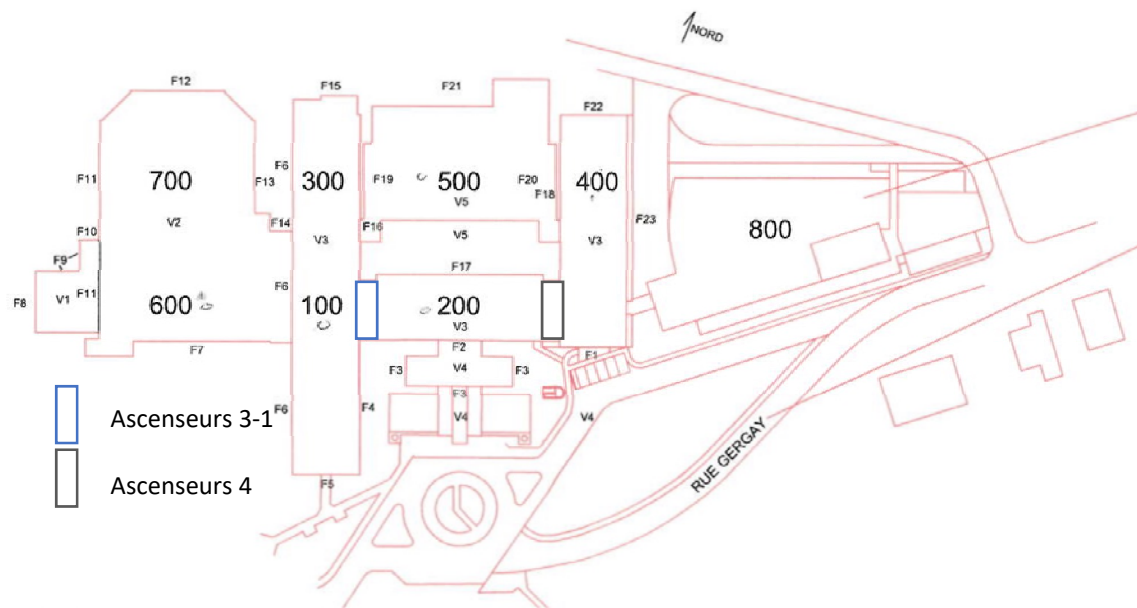 NORD
F12
F15
F21
F22
F11
700
F6
300
F19
500
F20
F18
400
F13
V5
F23
V2
F14
F16
800
F10
V3
V5
V3
F9
F17
F8
V1
F11
600
F6
100
200
V3
F7
F2
F1
F3
V4
F3
F3
F6
F4
V4
V4
Ascenseurs 3-1
Ascenseurs 4
F5
RUE GERGAY